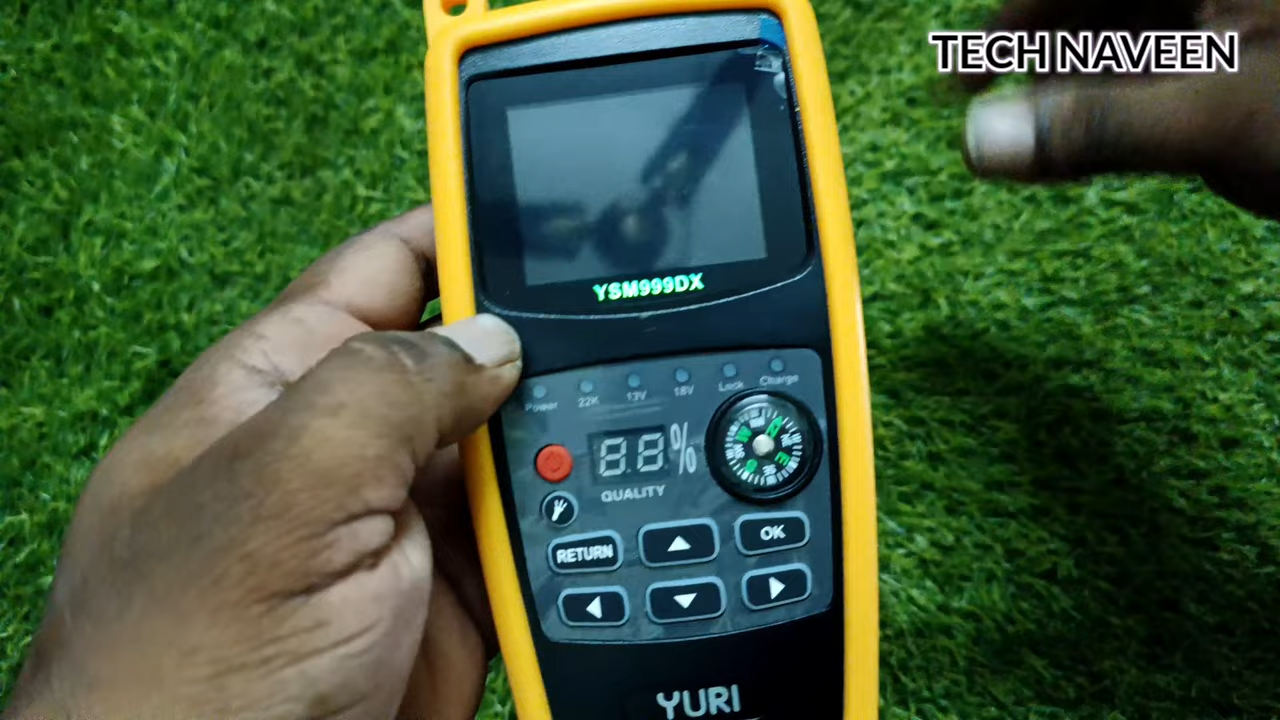 TECH NAVEEN
YSM999DX
Power 22K 13V 18V Lock Charge
88%
QUALITY
N
E
S
W
RETURN
OK
YURI